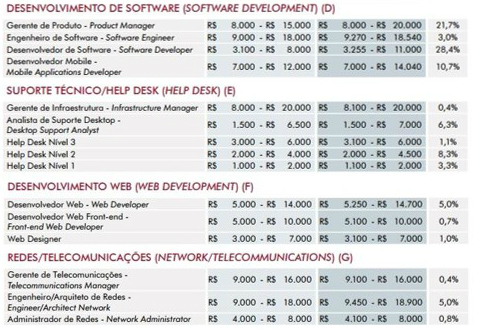 DESENVOLVIMENTO DE SOFTWARE (SOFTWARE DEVELOPMENT) (D)
Gerente de Produto - Product Manager R$ 8.000 - R$ 15.000 R$ 8.000 - R$ 20.000 21,7%
Engenheiro de Software - Software Engineer R$ 9.000 - R$ 18.000 R$ 9.270 - R$ 18.540 3,0%
Desenvolvedor de Software - Software Developer R$ 3.100 - R$ 8.000 R$ 3.255 - R$ 11.000 28,4%
Desenvolvedor Mobile -
Mobile Applications Developer R$ 7.000 - R$ 12.000 R$ 7.000 - R$ 14.040 10,7%
SUPORTE TÉCNICO/HELP DESK (HELP DESK) (E)
Gerente de Infraestrutura - Infrastructure Manager R$ 8.000 - R$ 20.000 R$ 8.100 - R$ 20.000 0,4%
Analista de Suporte Desktop -
Desktop Support Analyst R$ 1.500 - R$ 6.500 R$ 1.500 - R$ 7.000 6,3%
Help Desk Nível 3 R$ 3.000 - R$ 6.000 R$ 3.100 - R$ 6.000 1,1%
Help Desk Nível 2 R$ 2.000 - R$ 4.000 R$ 2.000 - R$ 4.500 8,3%
Help Desk Nível 1 R$ 1.000 - R$ 2.000 R$ 1.100 - R$ 2.000 3,3%
DESENVOLVIMENTO WEB (WEB DEVELOPMENT) (F)
Desenvolvedor Web - Web Developer R$ 5.000 - R$ 14.000 R$ 5.250 - R$ 14.700 5,0%
Desenvolvedor Web Front-end -
Front-end Web Developer R$ 5.000 - R$ 10.000 R$ 5.100 - R$ 10.000 0,7%
Web Designer R$ 3.000 - R$ 7.000 R$ 3.100 - R$ 7.000 1,0%
REDES/TELECOMUNICAÇÕES (NETWORK/TELECOMMUNICATIONS) (G)
Gerente de Telecomunicações -
Telecommunications Manager R$ 9,000 - R$ 16.000 R$ 9,100 - R$ 16.000 0,4%
Engenheiro/Arquiteto de Redes -
Engineer/Architect Network R$ 9.000 - R$ 18.000 R$ 9.450 - R$ 18.900 5,0%
Administrador de Redes - Network Administrator R$ 4.000 - R$ 8.000 R$ 4.100 - R$ 8.000 0,8%